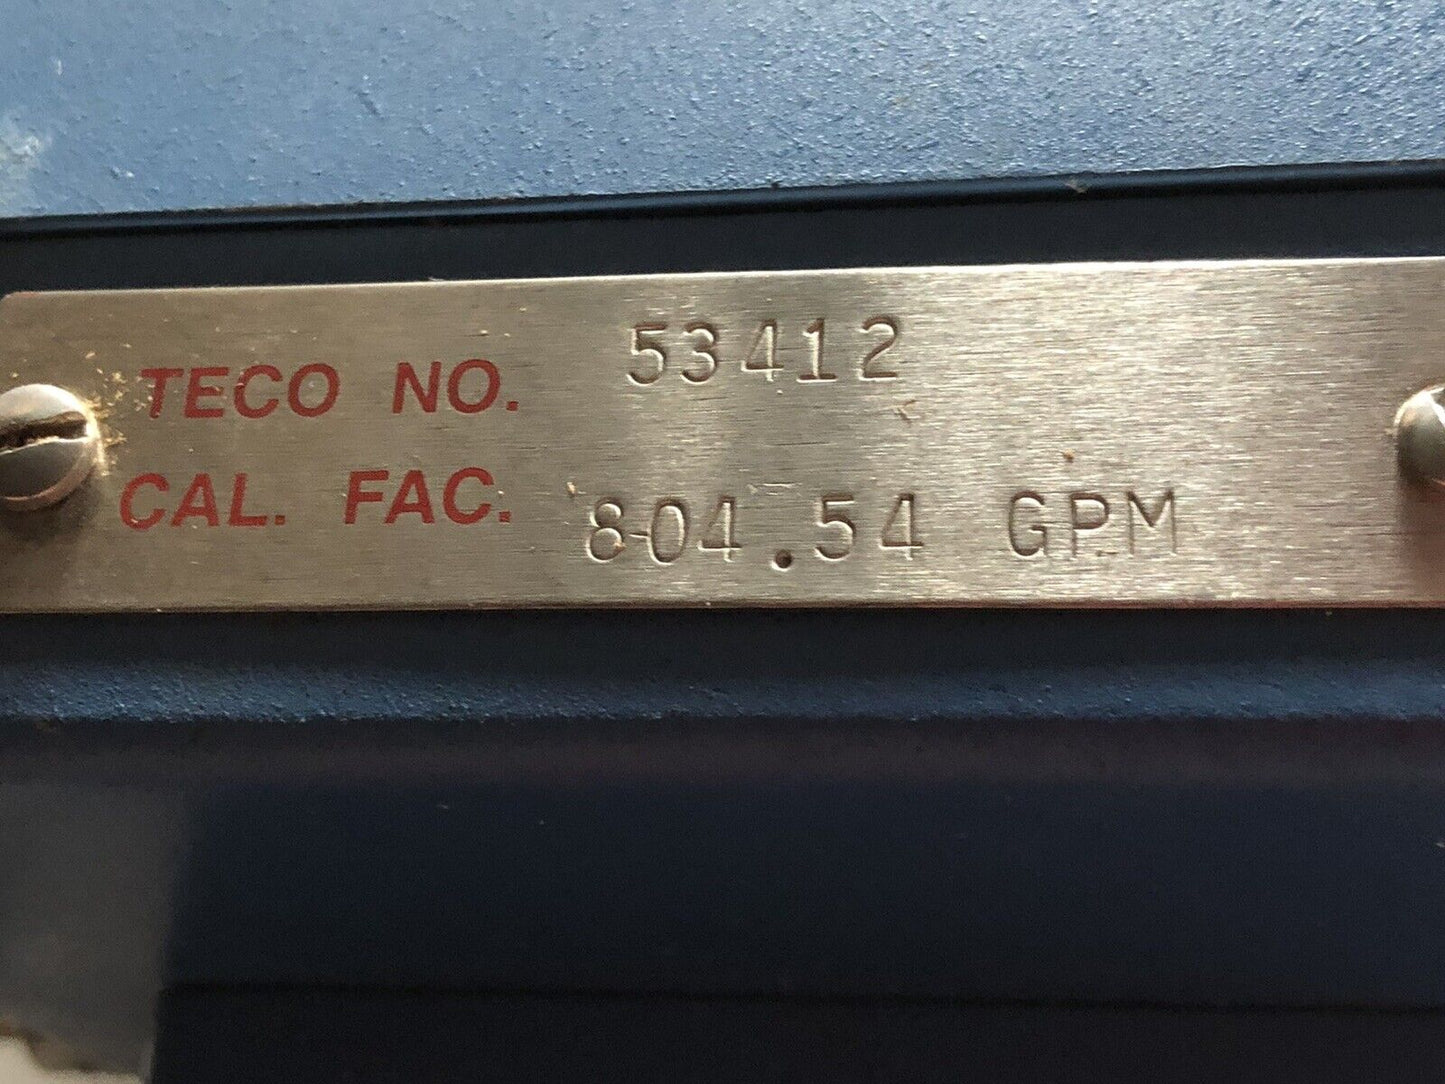 TECO NO. 53412
CAL. FAC. 804.54 GPM